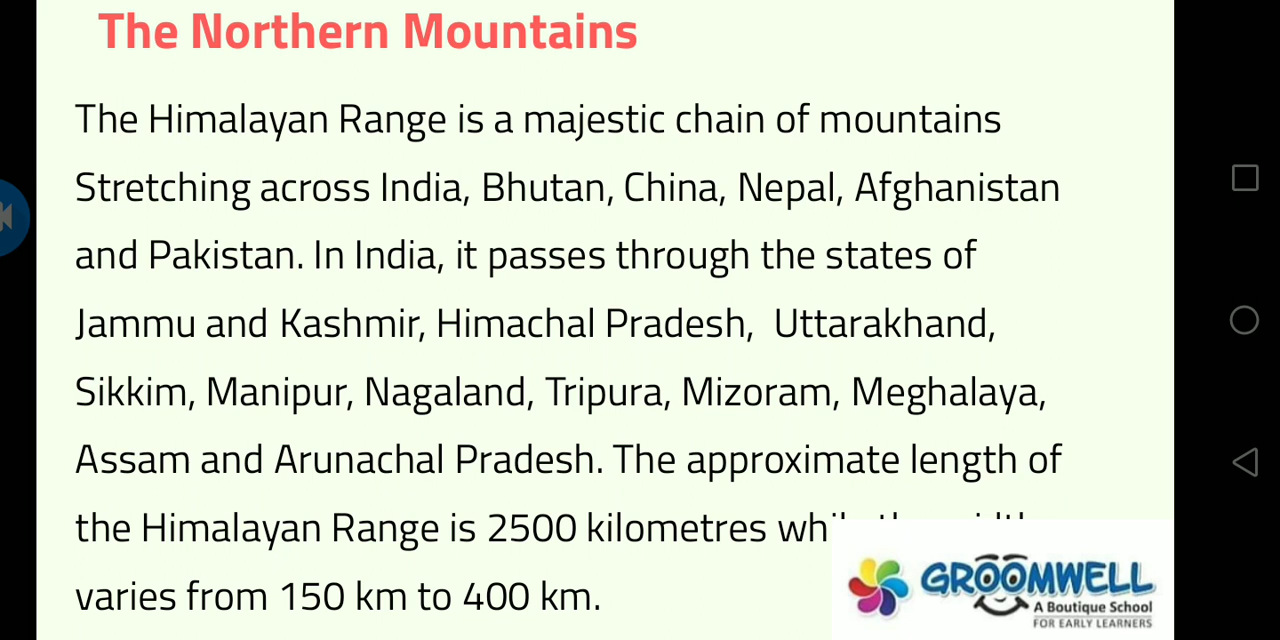 The Northern Mountains
The Himalayan Range is a majestic chain of mountains
Stretching across India, Bhutan, China, Nepal, Afghanistan
and Pakistan. In India, it passes through the states of
Jammu and Kashmir, Himachal Pradesh, Uttarakhand,
Sikkim, Manipur, Nagaland, Tripura, Mizoram, Meghalaya,
Assam and Arunachal Pradesh. The approximate length of
the Himalayan Range is 2500 kilometres
varies from 150 km to 400 km.
GROOMWELL
A Boutique School
FOR EARLY LEARNERS